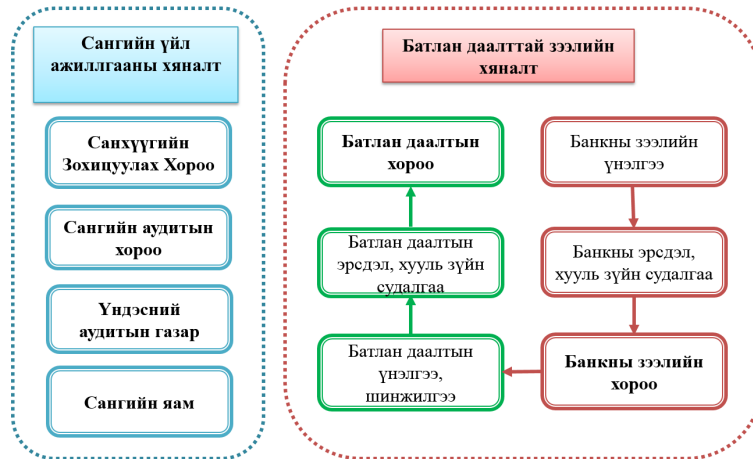 Сангийн үйл
ажиллгааны хяналт
Санхүүгийн
Зохицуулах Хороо
Сангийн аудитын
хороо
Үндэсний
аудитын газар
Сангийн яам
Батлан даалттай зээлийн
хяналт
Батлан даалтын
хороо
Батлан даалтын
эрсдэл, хууль зүйн
судалгаа
Батлан даалтын
үнэлгээ,
шинжилгээ
Банкны зээлийн
үнэлгээ
Банкны эрсдэл,
хууль зүйн судалгаа
Банкны зээлийн
хороо